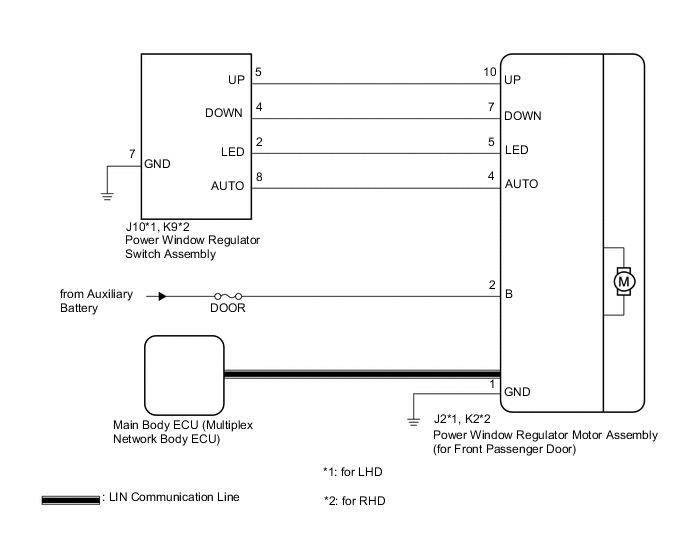 UP 5
10 UP
DOWN 4
7 DOWN
LED 2
5 LED
7 GND
AUTO 8
4 AUTO
J10*1, K9*2
Power Window Regulator
Switch Assembly
from Auxiliary
Battery
DOOR
2 B
M
1 GND
Main Body ECU (Multiplex
Network Body ECU)
J2*1, K2*2
Power Window Regulator Motor Assembly
(for Front Passenger Door)
*1: for LHD
: LIN Communication Line
*2: for RHD